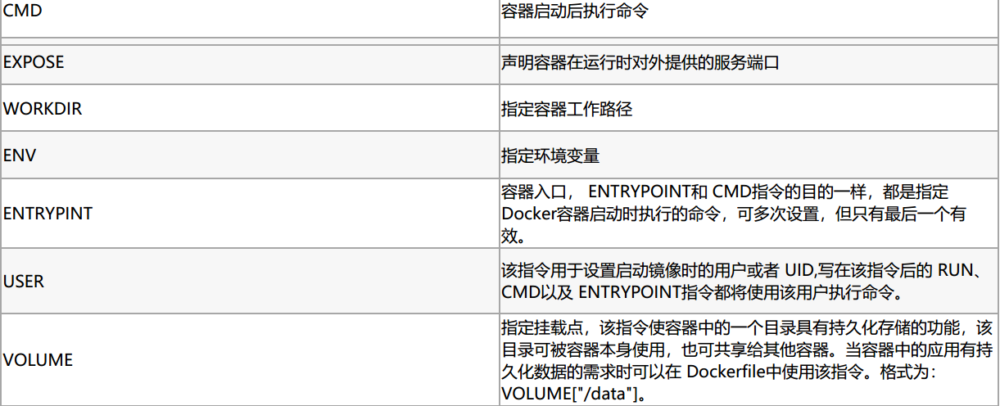 CMD
容器启动后执行命令
EXPOSE
声明容器在运行时对外提供的服务端口
WORKDIR
指定容器工作路径
ENV
指定环境变量
ENTRYPINT
容器入口， ENTRYPOINT和 CMD指令的目的一样，都是指定
Docker容器启动时执行的命令，可多次设置，但只有最后一个有
效。
USER
该指令用于设置启动镜像时的用户或者 UID,写在该指令后的 RUN、
CMD以及 ENTRYPOINT指令都将使用该用户执行命令。
VOLUME
指定挂载点，该指令使容器中的一个目录具有持久化存储的功能，该
目录可被容器本身使用，也可共享给其他容器。当容器中的应用有持
久化数据的需求时可以在 Dockerfile中使用该指令。格式为：
VOLUME["/data"]。